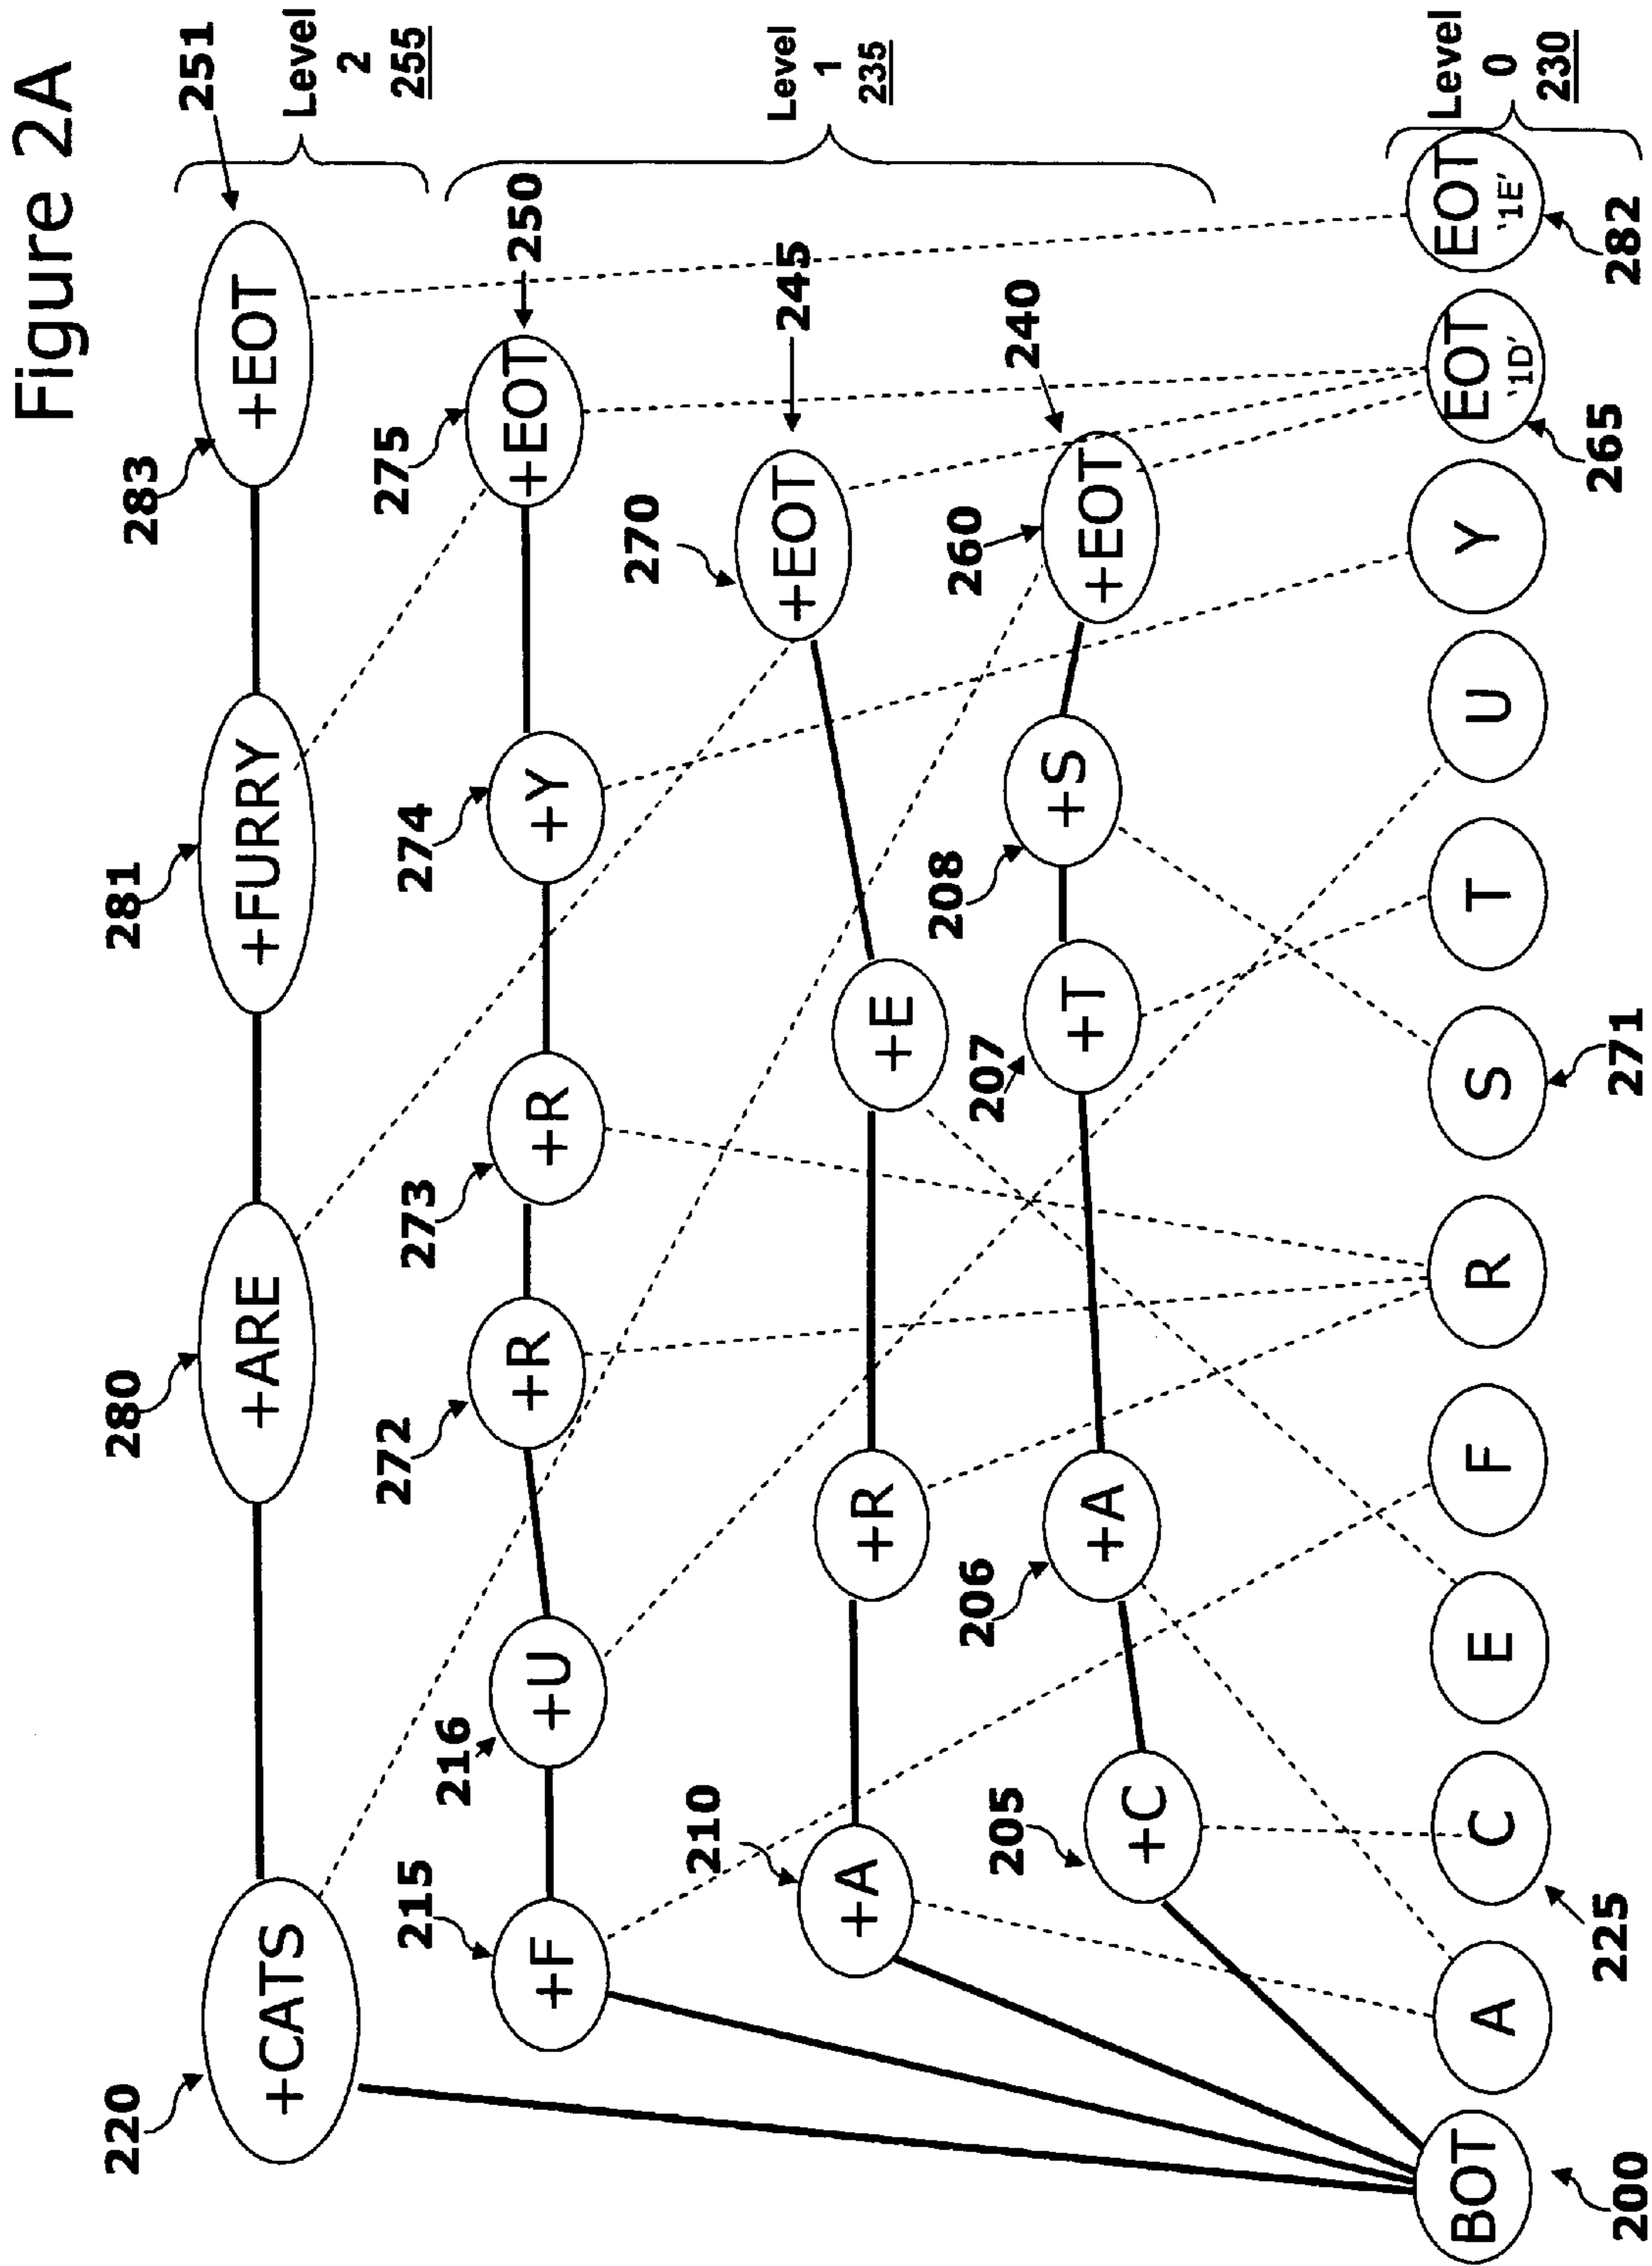 Figure 2A
220
280
281
283
251
+CATS
+ARE
+FURRY
+EOT
Level
2
255
215
216
272
273
274
275
250
+F
+U
+R
+R
+Y
+EOT
210
270
245
+A
+R
+E
+EOT
Level
1
235
205
206
207
208
260
240
+C
+A
+T
+S
+EOT
Level
0
230
BOT
A
C
E
F
R
S
T
U
Y
EOT
'1D'
EOT
'1E'
200
225
271
265
282